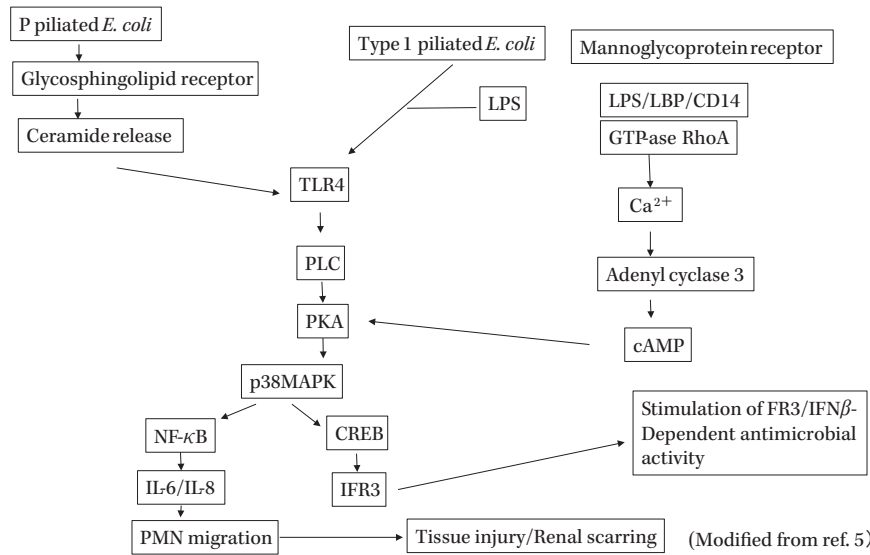 P piliated E. coli
Glycosphingolipid receptor
Ceramide release
Type 1 piliated E. coli
LPS
Mannoglycoprotein receptor
LPS/LBP/CD14
GTP-ase RhoA
Ca²⁺
Adenyl cyclase 3
cAMP
TLR4
PLC
PKA
p38MAPK
NF-κB
IL-6/IL-8
PMN migration
CREB
IFR3
Stimulation of FR3/IFNβ-
Dependent antimicrobial
activity
Tissue injury/Renal scarring
(Modified from ref. 5)